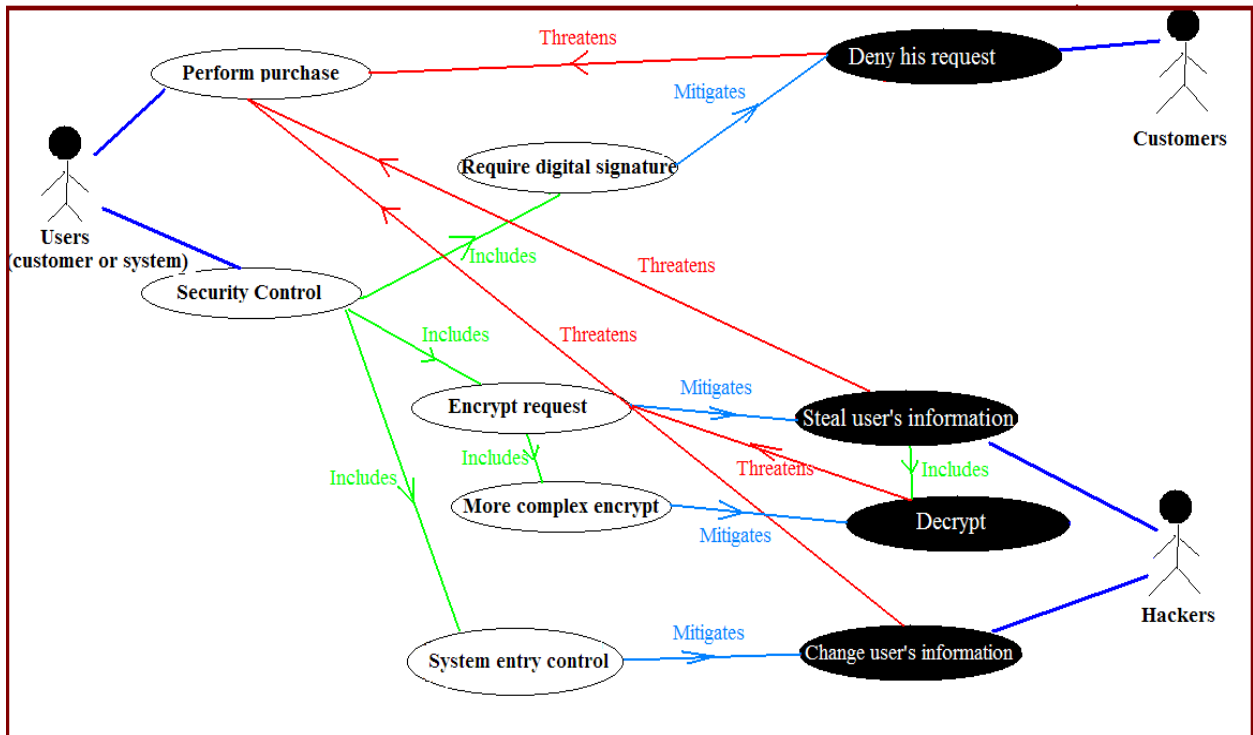 Threatens
Perform purchase
Deny his request
Mitigates
Customers
Require digital signature
Users
(customer or system)
Includes
Threatens
Security Control
Includes
Threatens
Mitigates
Encrypt request
Steal user's information
Includes
Threatens
Includes
Includes
More complex encrypt
Decrypt
Mitigates
Hackers
Mitigates
System entry control
Change user's information